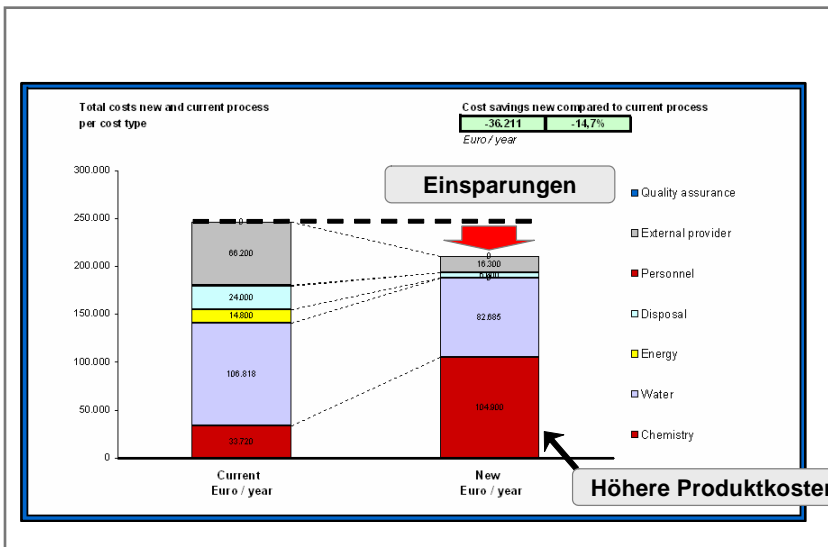 Total costs new and current process
per cost type
Cost savings new compared to current process
-36.211 -14,7%
Euro / year
300.000
250.000
200.000
150.000
100.000
50.000
0
Einsparungen
0
66.200
24.000
14.800
106.818
33.720
0
16.300
0
82.685
Current
Euro / year
New
Euro / year
Quality assurance
External provider
Personnel
Disposal
Energy
Water
Chemistry
Höhere Produktkosten